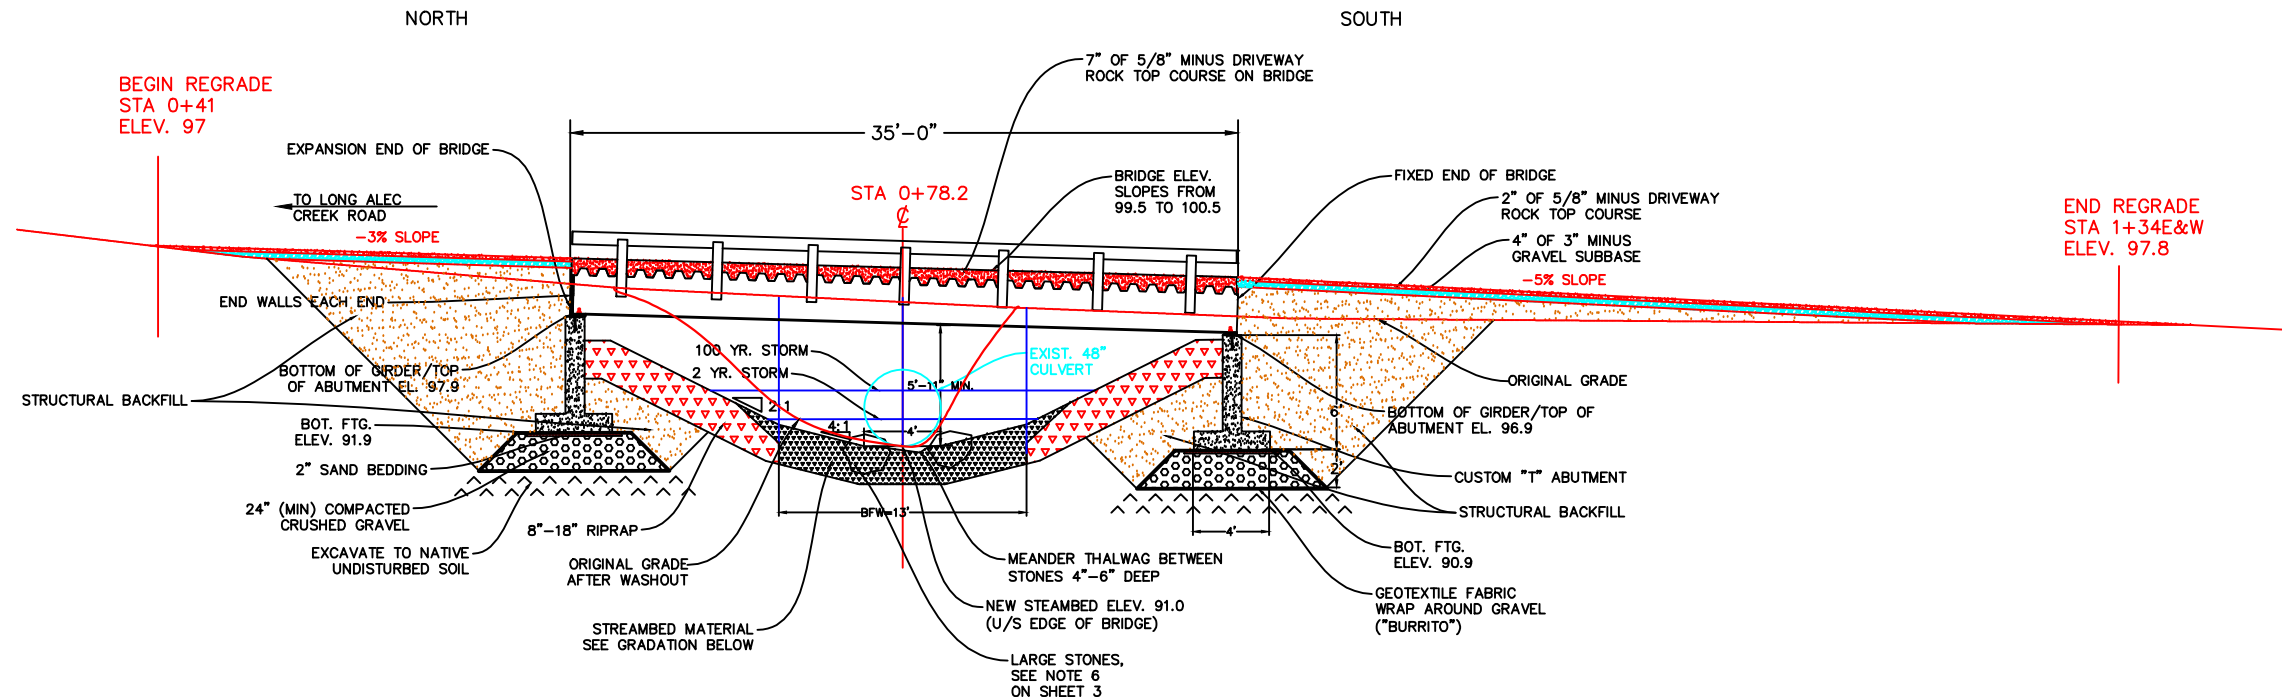 NORTH
SOUTH
7" OF 5/8" MINUS DRIVEWAY
ROCK TOP COURSE ON BRIDGE
BEGIN REGRADE
STA 0+41
ELEV. 97
35'-0"
EXPANSION END OF BRIDGE
BRIDGE ELEV.
SLOPES FROM
99.5 TO 100.5
FIXED END OF BRIDGE
2" OF 5/8" MINUS DRIVEWAY
ROCK TOP COURSE
STA 0+78.2
℄
TO LONG ALEC
CREEK ROAD
END REGRADE
STA 1+34E&W
ELEV. 97.8
-3% SLOPE
4" OF 3" MINUS
GRAVEL SUBBASE
-5% SLOPE
END WALLS EACH END
100 YR. STORM
2 YR. STORM
EXIST. 48"
CULVERT
5'-11" MIN.
BOTTOM OF GIRDER/TOP
OF ABUTMENT EL. 97.9
ORIGINAL GRADE
STRUCTURAL BACKFILL
2:1
4:1
4'
6'
BOTTOM OF GIRDER/TOP OF
ABUTMENT EL. 96.9
BOT. FTG.
ELEV. 91.9
2" SAND BEDDING
2'
CUSTOM "T" ABUTMENT
24" (MIN) COMPACTED
CRUSHED GRAVEL
BFW=13'
STRUCTURAL BACKFILL
8"-18" RIPRAP
4'
EXCAVATE TO NATIVE
UNDISTURBED SOIL
ORIGINAL GRADE
AFTER WASHOUT
MEANDER THALWAG BETWEEN
STONES 4"-6" DEEP
BOT. FTG.
ELEV. 90.9
NEW STEAMBED ELEV. 91.0
(U/S EDGE OF BRIDGE)
GEOTEXTILE FABRIC
WRAP AROUND GRAVEL
("BURRITO")
STREAMBED MATERIAL
SEE GRADATION BELOW
LARGE STONES,
SEE NOTE 6
ON SHEET 3